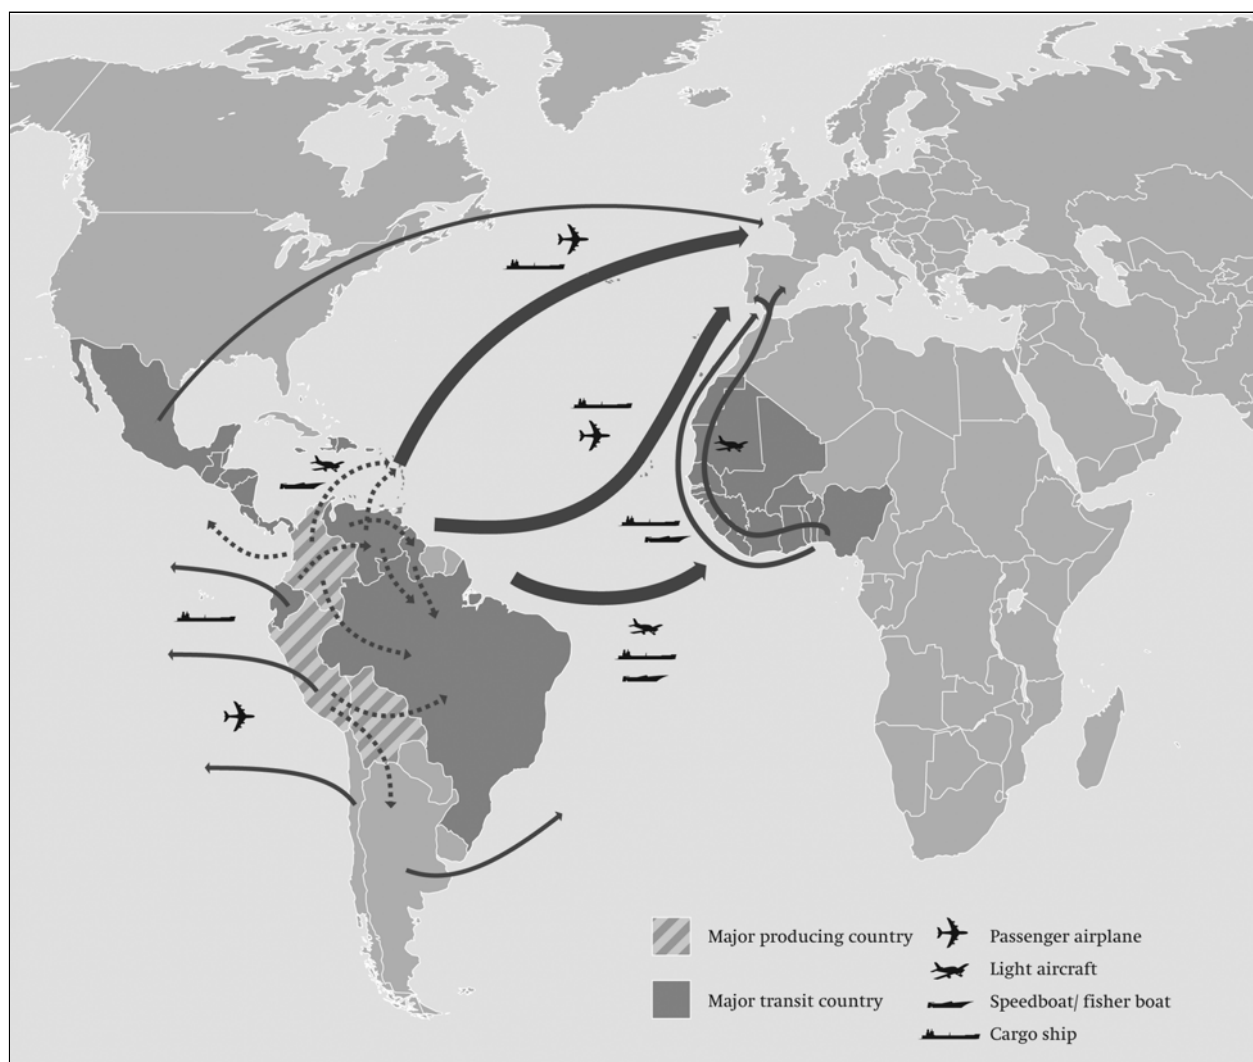 Major producing country
Major transit country
Passenger airplane
Light aircraft
Speedboat/ fisher boat
Cargo ship